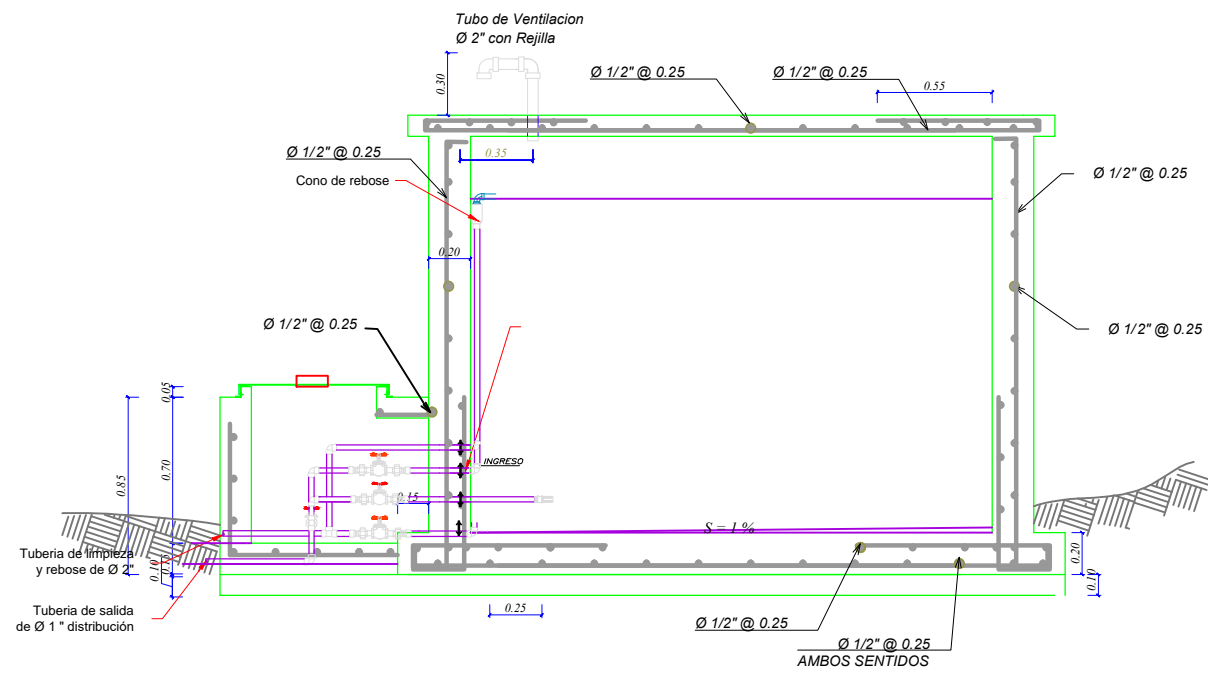 Tubo de Ventilacion
Ø 2" con Rejilla
0.30
Ø 1/2" @ 0.25
Ø 1/2" @ 0.25
0.55
Ø 1/2" @ 0.25
0.35
Cono de rebose
Ø 1/2" @ 0.25
0.20
Ø 1/2" @ 0.25
Ø 1/2" @ 0.25
0.05
0.85
0.70
INGRESO
0.15
S = 1 %
Tuberia de limpieza
y rebose de Ø 2"
0.10
0.15
0.20
0.10
Tuberia de salida
de Ø 1 " distribución
0.25
Ø 1/2" @ 0.25
Ø 1/2" @ 0.25
AMBOS SENTIDOS